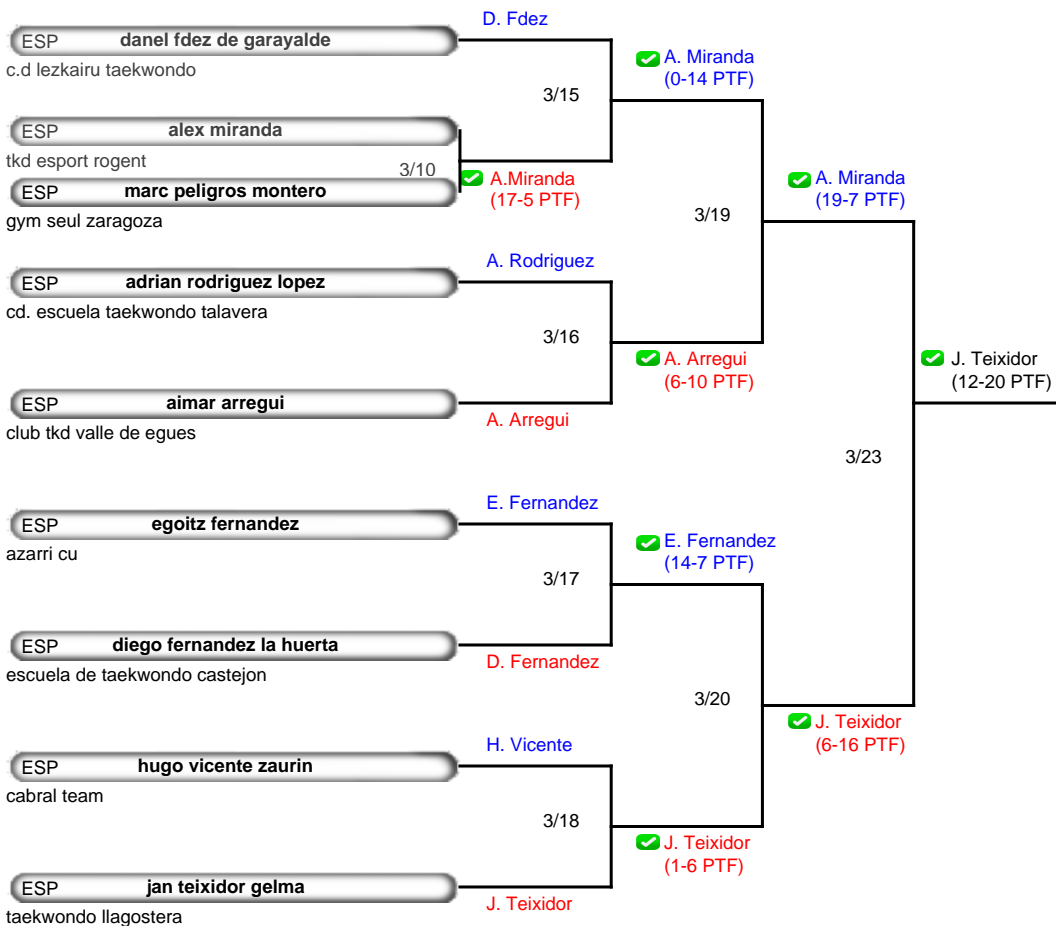 D. Fdez
ESP danel fdez de garayalde
c.d lezkairu taekwondo
A. Miranda
(0-14 PTF)
3/15
ESP alex miranda
tkd esport rogent
3/10
A.Miranda
(17-5 PTF)
ESP marc peligros montero
gym seul zaragoza
A. Miranda
(19-7 PTF)
3/19
A. Rodriguez
ESP adrian rodriguez lopez
cd. escuela taekwondo talavera
3/16
A. Arregui
(6-10 PTF)
J. Teixidor
(12-20 PTF)
ESP aimar arregui
club tkd valle de egues
A. Arregui
3/23
E. Fernandez
ESP egoitz fernandez
azarri cu
E. Fernandez
(14-7 PTF)
3/17
ESP diego fernandez la huerta
escuela de taekwondo castejon
D. Fernandez
3/20
J. Teixidor
(6-16 PTF)
H. Vicente
ESP hugo vicente zaurin
cabral team
3/18
J. Teixidor
(1-6 PTF)
ESP jan teixidor gelma
taekwondo llagostera
J. Teixidor